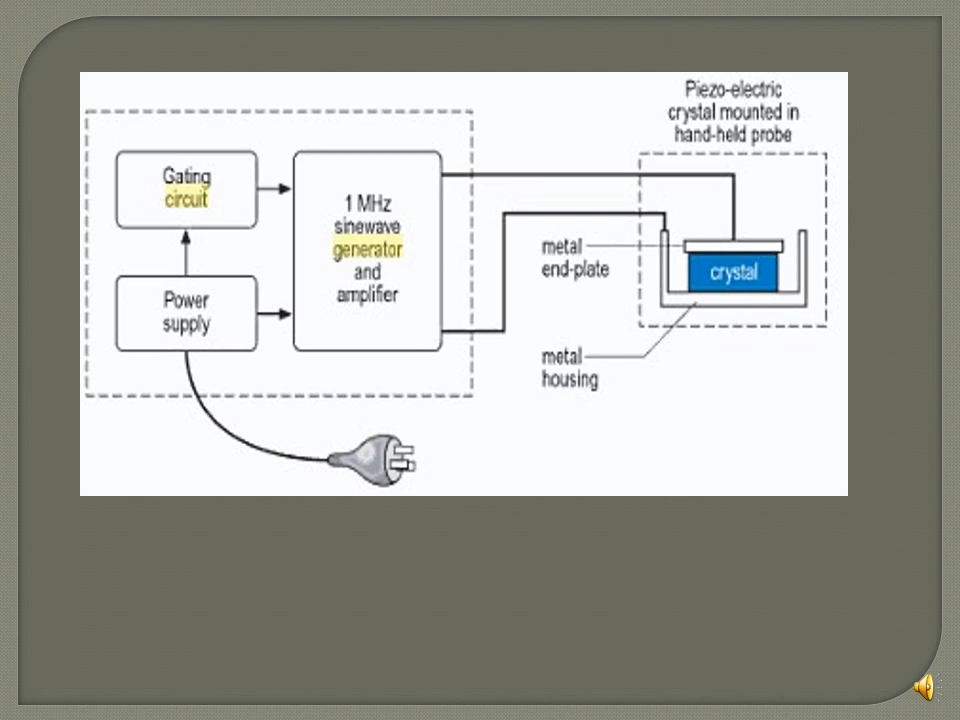 Piezo-electric
crystal mounted in
hand-held probe
Gating
circuit
1 MHz
sinewave
generator
and
amplifier
Power
supply
metal
end-plate
crystal
metal
housing